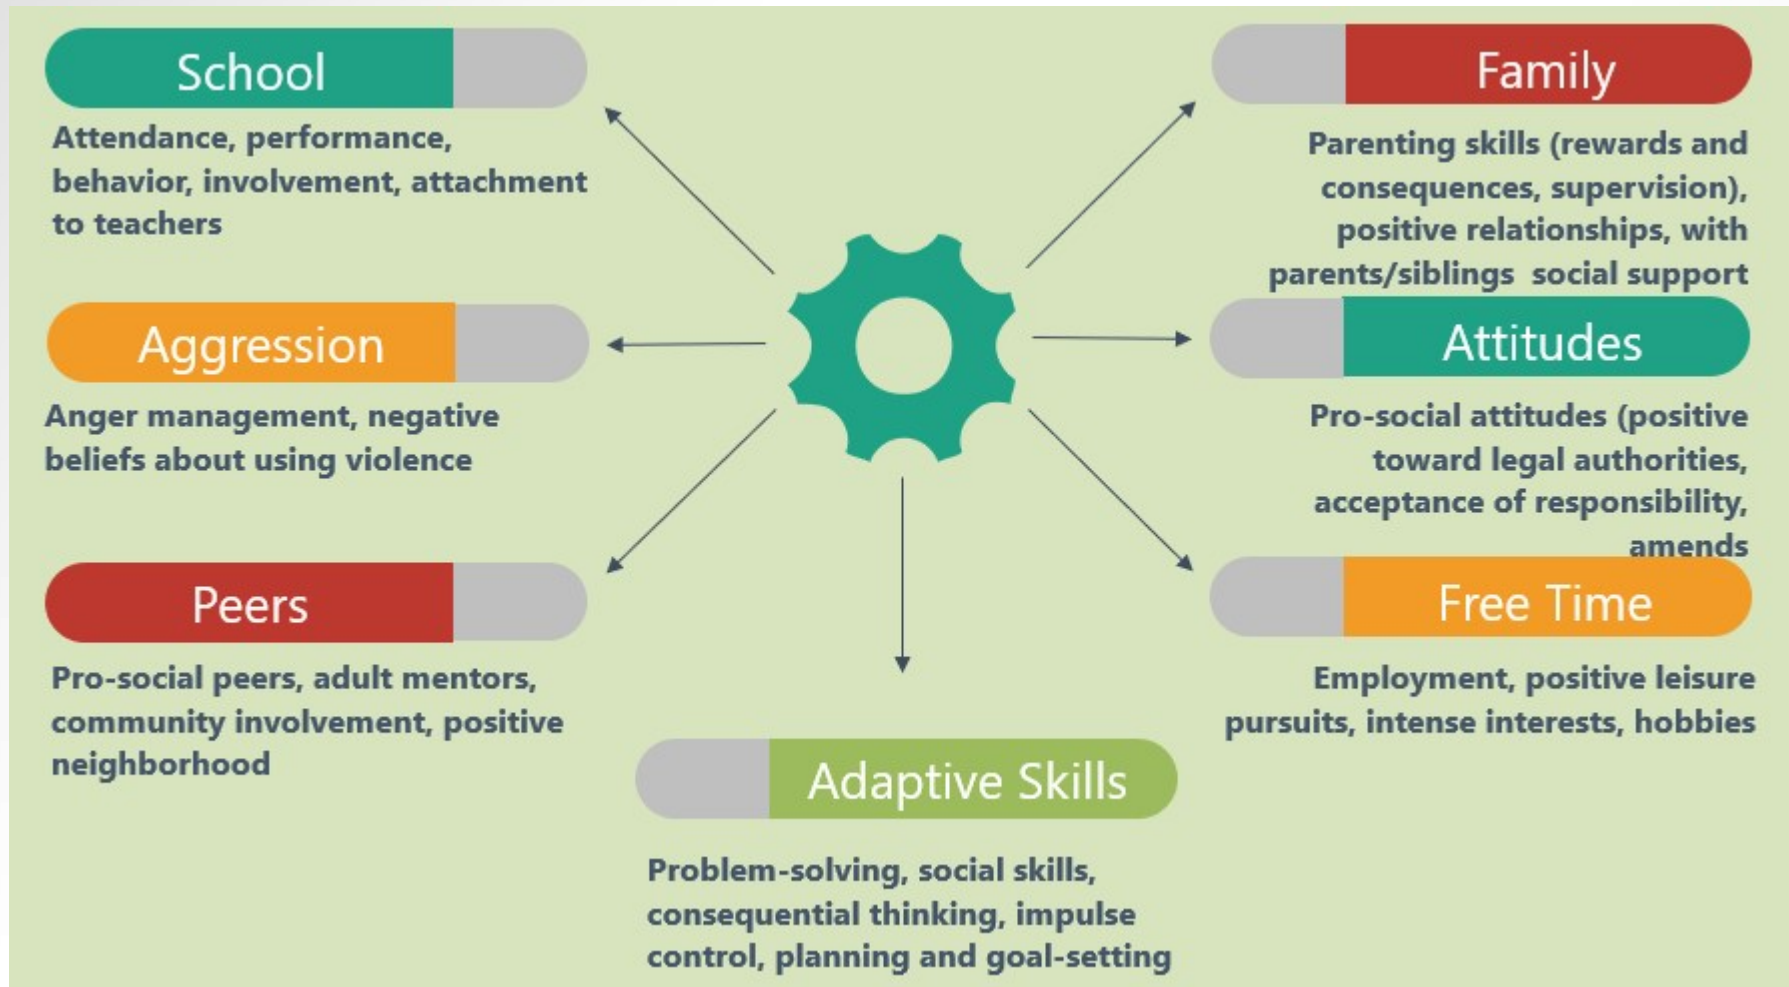 School
Attendance, performance,
behavior, involvement, attachment
to teachers
Aggression
Anger management, negative
beliefs about using violence
Peers
Pro-social peers, adult mentors,
community involvement, positive
neighborhood
Family
Parenting skills (rewards and
consequences, supervision),
positive relationships, with
parents/siblings  social support
Attitudes
Pro-social attitudes (positive
toward legal authorities,
acceptance of responsibility,
amends
Free Time
Employment, positive leisure
pursuits, intense interests, hobbies
Adaptive Skills
Problem-solving, social skills,
consequential thinking, impulse
control, planning and goal-setting